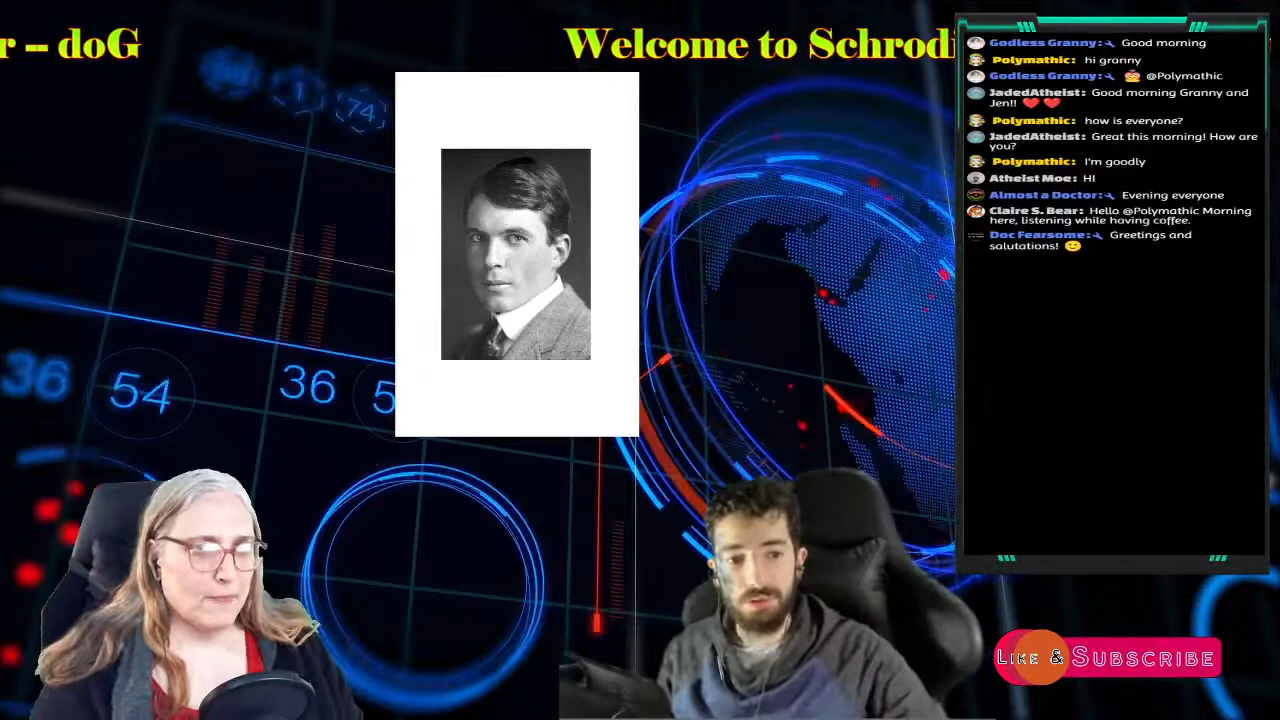 r -- doG
Welcome to Schrodi
Godless Granny: Good morning
Polymathic: hi granny
Godless Granny: @Polymathic
JadedAtheist: Good morning Granny and
Jen!!
Polymathic: how is everyone?
JadedAtheist: Great this morning! How are
you?
Polymathic: I'm goodly
Atheist Moe: HI
Almost a Doctor: Evening everyone
Claire S. Bear: Hello @Polymathic Morning
here, listening while having coffee.
Doc Fearsome: Greetings and
salutations!
1
74
36
54
36
5
LIKE & SUBSCRIBE